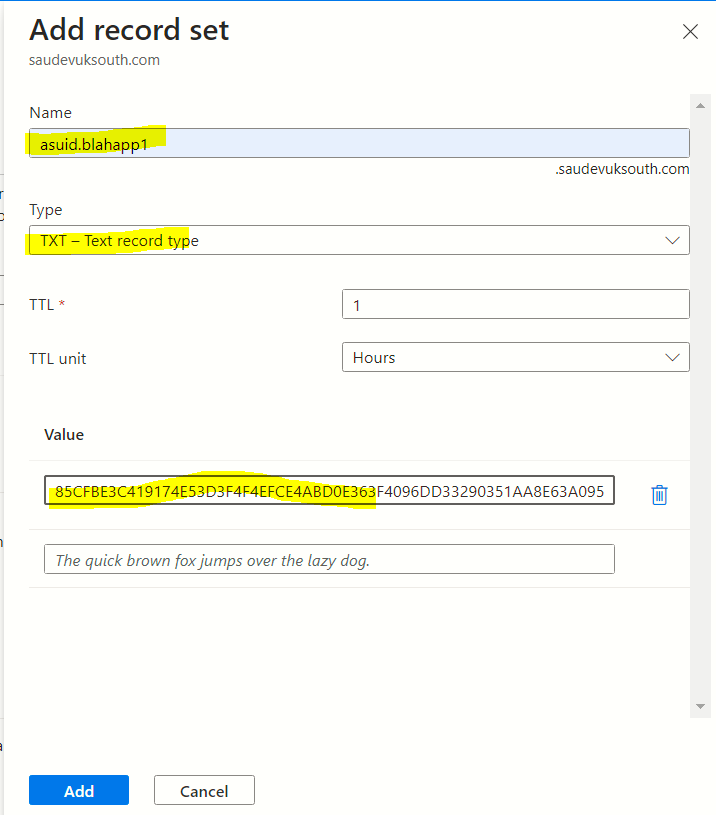 Add record set
saudevuksouth.com
Name
asuid.blahapp1
.saudevuksouth.com
Type
TXT – Text record type
TTL *
1
TTL unit
Hours
Value
85CFBE3C419174E53D3F4F4EFCE4ABD0E363F4096DD33290351AA8E63A095
The quick brown fox jumps over the lazy dog.
Add
Cancel